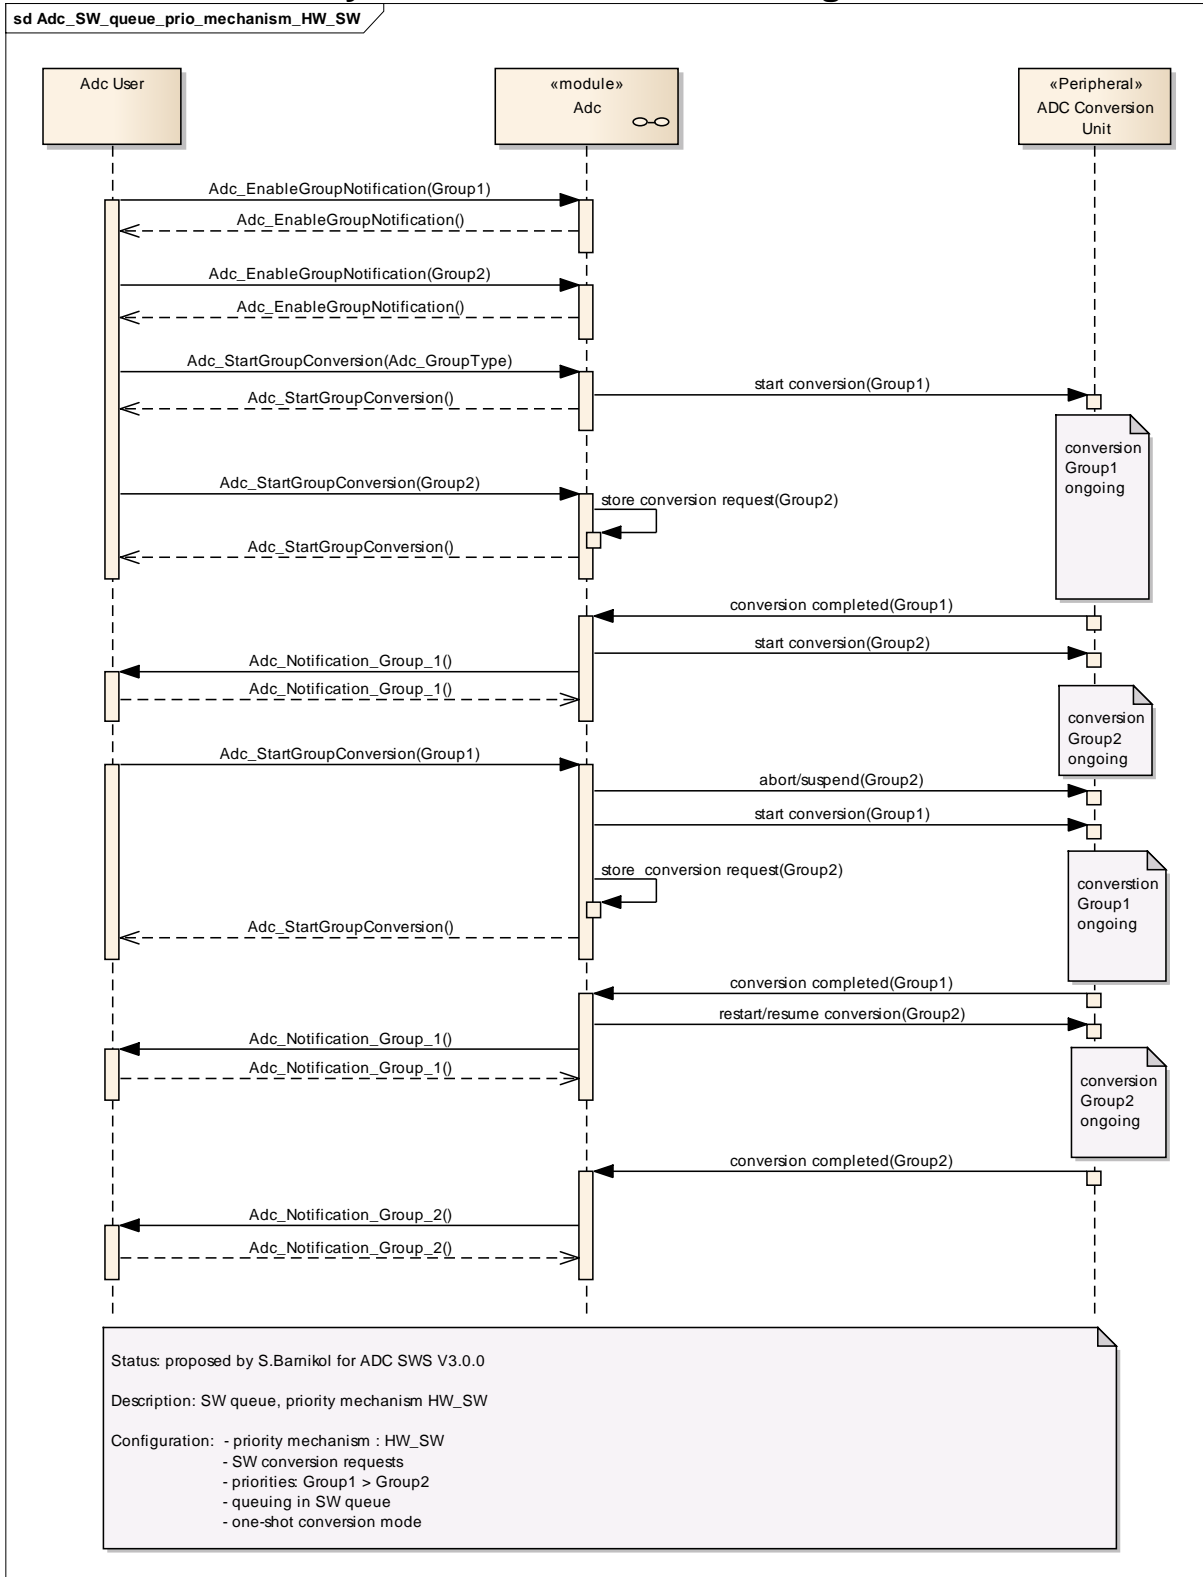 sd Adc_SW_queue_prio_mechanism_HW_SW
Adc User
«module»
Adc
«Peripheral»
ADC Conversion
Unit
Adc_EnableGroupNotification(Group1)
Adc_EnableGroupNotification()
Adc_EnableGroupNotification(Group2)
Adc_EnableGroupNotification()
Adc_StartGroupConversion(Adc_GroupType)
start conversion(Group1)
Adc_StartGroupConversion()
conversion
Group1
ongoing
Adc_StartGroupConversion(Group2)
store conversion request(Group2)
Adc_StartGroupConversion()
conversion completed(Group1)
start conversion(Group2)
Adc_Notification_Group_1()
Adc_Notification_Group_1()
conversion
Group2
ongoing
Adc_StartGroupConversion(Group1)
abort/suspend(Group2)
start conversion(Group1)
store  conversion request(Group2)
converstion
Group1
ongoing
Adc_StartGroupConversion()
conversion completed(Group1)
restart/resume conversion(Group2)
Adc_Notification_Group_1()
Adc_Notification_Group_1()
conversion
Group2
ongoing
conversion completed(Group2)
Adc_Notification_Group_2()
Adc_Notification_Group_2()
Status: proposed by S.Barnikol for ADC SWS V3.0.0
Description: SW queue, priority mechanism HW_SW
Configuration:  - priority mechanism : HW_SW
- SW conversion requests
- priorities: Group1 > Group2
- queuing in SW queue
- one-shot conversion mode